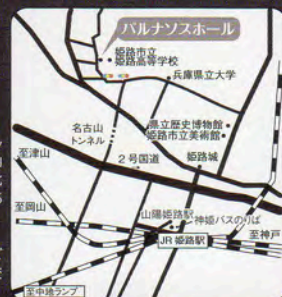 パルナソスホール
姫路市立
姫路高等学校
兵庫県立大学
県立歴史博物館
姫路市立美術館
名古山
トンネル
２号国道
姫路城
至津山
至岡山
山陽姫路駅
神姫バスのりば
至神戸
JR 姫路駅
至中地ランプ